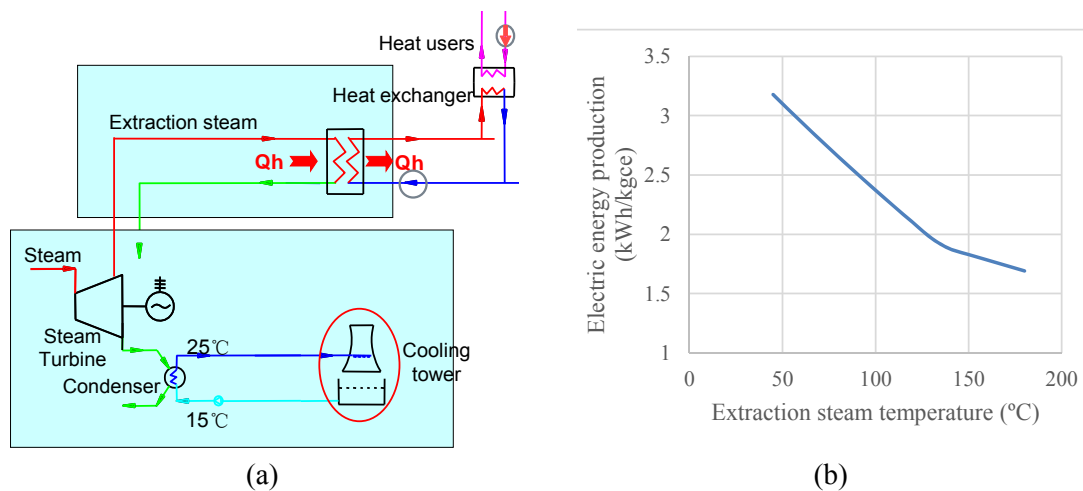 Heat users
Heat exchanger
Extraction steam
Qh
Qh
Steam
Steam
Turbine
25℃
Cooling
tower
Condenser
15℃
(a)
Electric energy production
(kWh/kgce)
3.5
3
2.5
2
1.5
1
0
50
100
150
200
Extraction steam temperature (ºC)
(b)